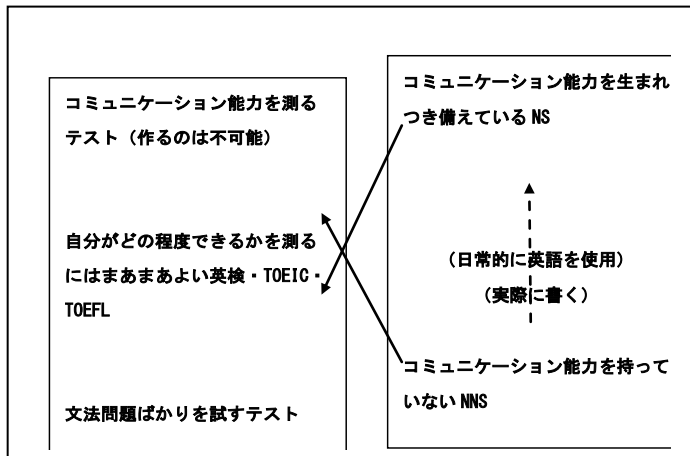 コミュニケーション能力を測る
テスト（作るのは不可能）
自分がどの程度できるかを測る
にはまあまあよい英検・TOEIC・
TOEFL
文法問題ばかりを試すテスト
コミュニケーション能力を生まれ
つき備えている NS
（日常的に英語を使用）
（実際に書く）
コミュニケーション能力を持って
いない NNS